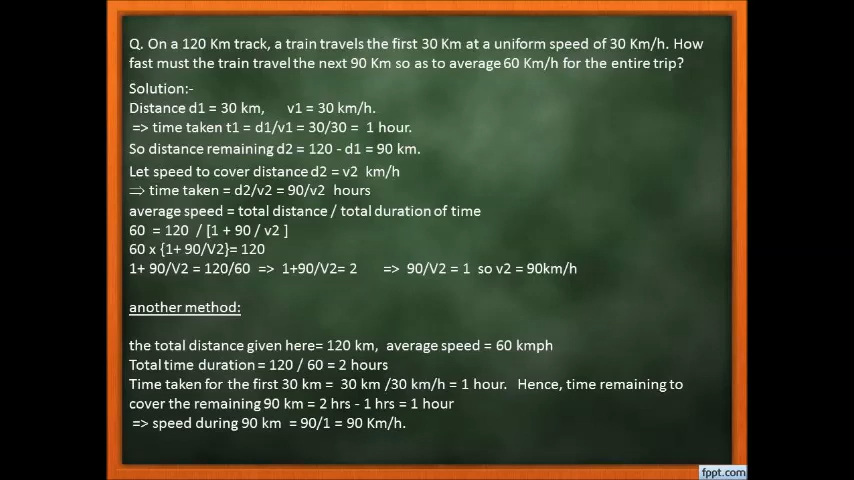 Q. On a 120 Km track, a train travels the first 30 Km at a uniform speed of 30 Km/h. How
fast must the train travel the next 90 Km so as to average 60 Km/h for the entire trip?
Solution:-
Distance d1 = 30 km, v1 = 30 km/h.
=> time taken t1 = d1/v1 = 30/30 = 1 hour.
So distance remaining d2 = 120 - d1 = 90 km.
Let speed to cover distance d2 = v2 km/h
⇒ time taken = d2/v2 = 90/v2 hours
average speed = total distance / total duration of time
60 = 120 / [1 + 90 / v2 ]
60 x {1+ 90/V2}= 120
1+ 90/V2 = 120/60 => 1+90/V2= 2 => 90/V2 = 1 so v2 = 90km/h
another method:
the total distance given here= 120 km, average speed = 60 kmph
Total time duration = 120 / 60 = 2 hours
Time taken for the first 30 km = 30 km /30 km/h = 1 hour. Hence, time remaining to
cover the remaining 90 km = 2 hrs - 1 hrs = 1 hour
=> speed during 90 km = 90/1 = 90 Km/h.
fppt.com